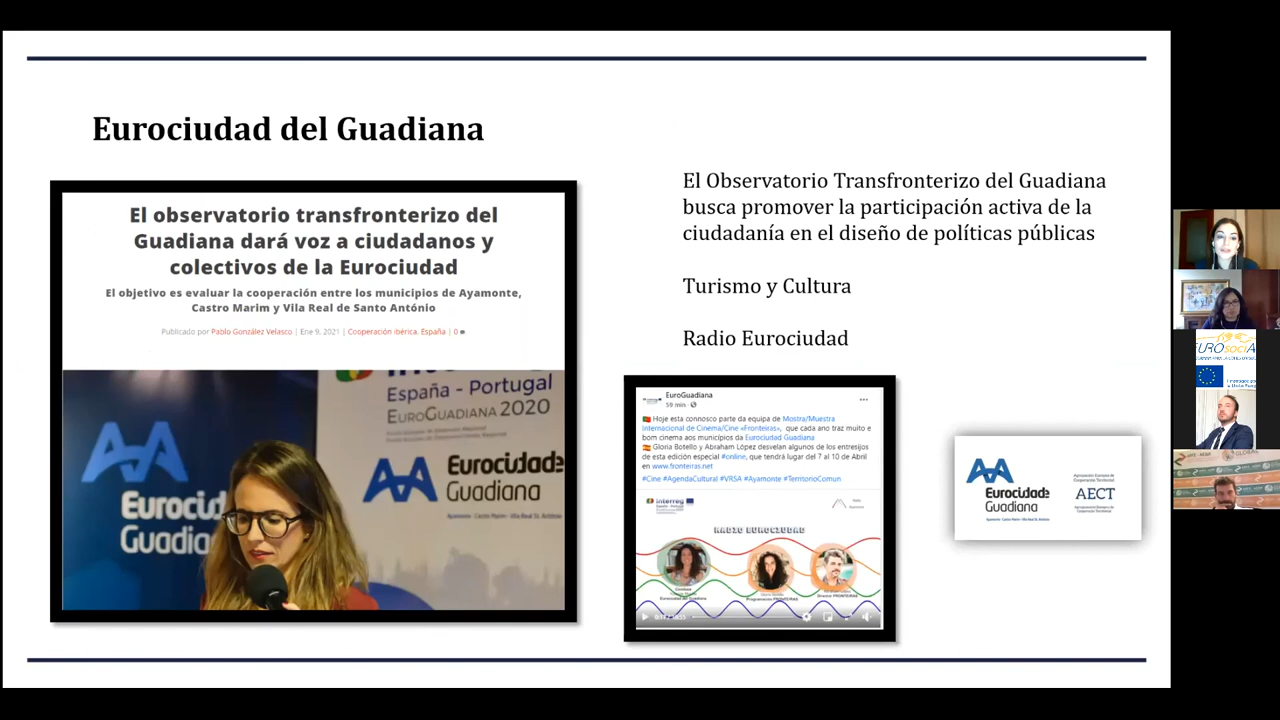 Eurociudad del Guadiana
El observatorio transfronterizo del
Guadiana dará voz a ciudadanos y
colectivos de la Eurociudad
El objetivo es evaluar la cooperación entre los municipios de Ayamonte,
Castro Marim y Vila Real de Santo António
Publicado por Pablo González Velasco | Ene 9, 2021 | Cooperación ibérica, España | 0
España - Portugal
EUROGUADIANA 2020
Eurocidade
Guadiana
Eurocid
Guadia
El Observatorio Transfronterizo del Guadiana
busca promover la participación activa de la
ciudadanía en el diseño de políticas públicas
Turismo y Cultura
Radio Eurociudad
EuroGuadiana
59 min
Hoje esta connosco parte da equipa de Mostra/Muestra
Internacional de Cinema/Cine «Fronteiras», que cada ano traz muito e
bom cinema aos municípios da Eurociudad Guadiana
Gloria Botello y Abraham López desvelan algunos de los entresijos
de esta edición especial #online, que tendrá lugar del 7 al 10 de Abril
en www.fronteiras.net
#Cine #AgendaCultural #VRSA #Ayamonte #TerritorioComun
interreg
RADIO EUROCIUDAD
Eurocidade
Guadiana
AECT
EUROsociA